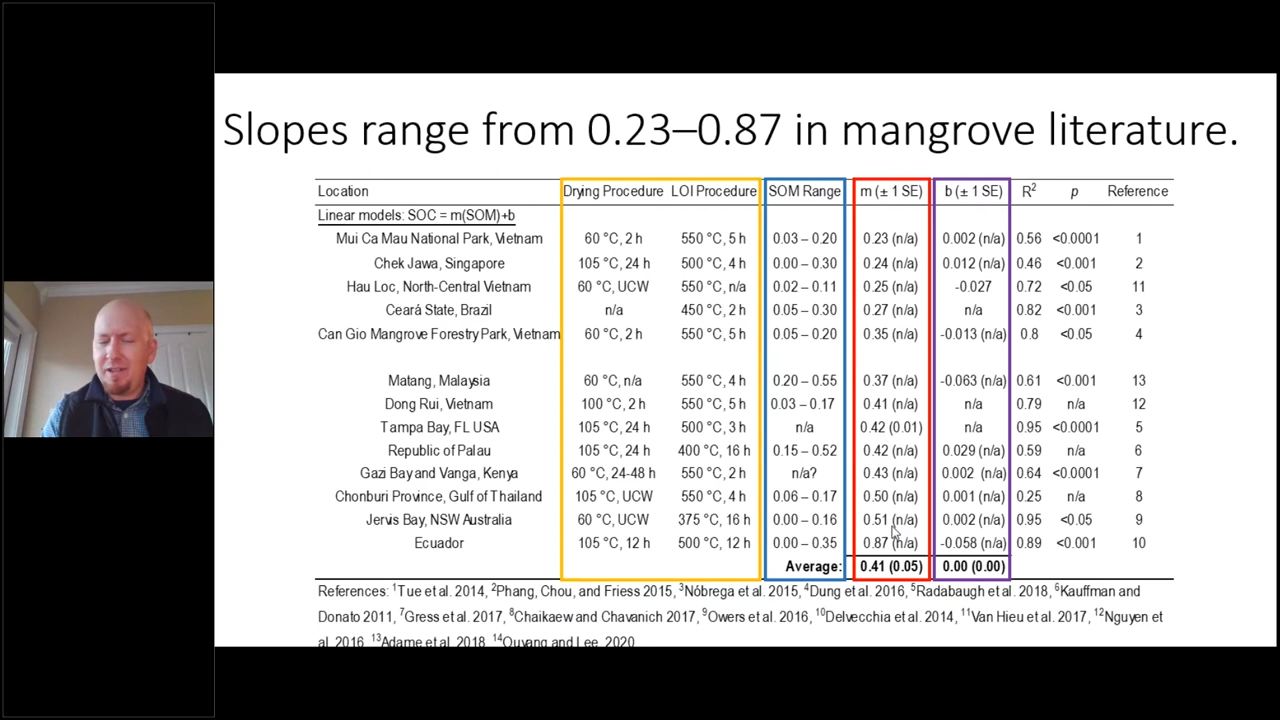 Slopes range from 0.23–0.87 in mangrove literature.
Location Drying Procedure LOI Procedure SOM Range m (± 1 SE) b (± 1 SE) R² p Reference
Linear models: SOC = m(SOM)+b
Mui Ca Mau National Park, Vietnam 60 °C, 2 h 550 °C, 5 h 0.03 – 0.20 0.23 (n/a) 0.002 (n/a) 0.56 <0.0001 1
Chek Jawa, Singapore 105 °C, 24 h 500 °C, 4 h 0.00 – 0.30 0.24 (n/a) 0.012 (n/a) 0.46 <0.001 2
Hau Loc, North-Central Vietnam 60 °C, UCW 550 °C, n/a 0.02 – 0.11 0.25 (n/a) -0.027 0.72 <0.05 11
Ceará State, Brazil n/a 450 °C, 2 h 0.05 – 0.30 0.27 (n/a) n/a 0.82 <0.001 3
Can Gio Mangrove Forestry Park, Vietnam 60 °C, 2 h 550 °C, 5 h 0.05 – 0.20 0.35 (n/a) -0.013 (n/a) 0.8 <0.05 4
Matang, Malaysia 60 °C, n/a 550 °C, 4 h 0.20 – 0.55 0.37 (n/a) -0.063 (n/a) 0.61 <0.001 13
Dong Rui, Vietnam 100 °C, 2 h 550 °C, 5 h 0.03 – 0.17 0.41 (n/a) n/a 0.79 n/a 12
Tampa Bay, FL USA 105 °C, 24 h 500 °C, 3 h n/a 0.42 (0.01) n/a 0.95 <0.0001 5
Republic of Palau 105 °C, 24 h 400 °C, 16 h 0.15 – 0.52 0.42 (n/a) 0.029 (n/a) 0.59 n/a 6
Gazi Bay and Vanga, Kenya 60 °C, 24-48 h 550 °C, 2 h n/a? 0.43 (n/a) 0.002 (n/a) 0.64 <0.0001 7
Chonburi Province, Gulf of Thailand 105 °C, UCW 550 °C, 4 h 0.06 – 0.17 0.50 (n/a) 0.001 (n/a) 0.25 n/a 8
Jervis Bay, NSW Australia 60 °C, UCW 375 °C, 16 h 0.00 – 0.16 0.51 (n/a) 0.002 (n/a) 0.95 <0.05 9
Ecuador 105 °C, 12 h 500 °C, 12 h 0.00 – 0.35 0.87 (n/a) -0.058 (n/a) 0.89 <0.001 10
Average: 0.41 (0.05) 0.00 (0.00)
References: ¹Tue et al. 2014, ²Phang, Chou, and Friess 2015, ³Nóbrega et al. 2015, ⁴Dung et al. 2016, ⁵Radabaugh et al. 2018, ⁶Kauffman and
Donato 2011, ⁷Gress et al. 2017, ⁸Chaikaew and Chavanich 2017, ⁹Owers et al. 2016, ¹⁰Delvecchia et al. 2014, ¹¹Van Hieu et al. 2017, ¹²Nguyen et
al. 2016, ¹³Adame et al. 2018, ¹⁴Ouyang and Lee, 2020